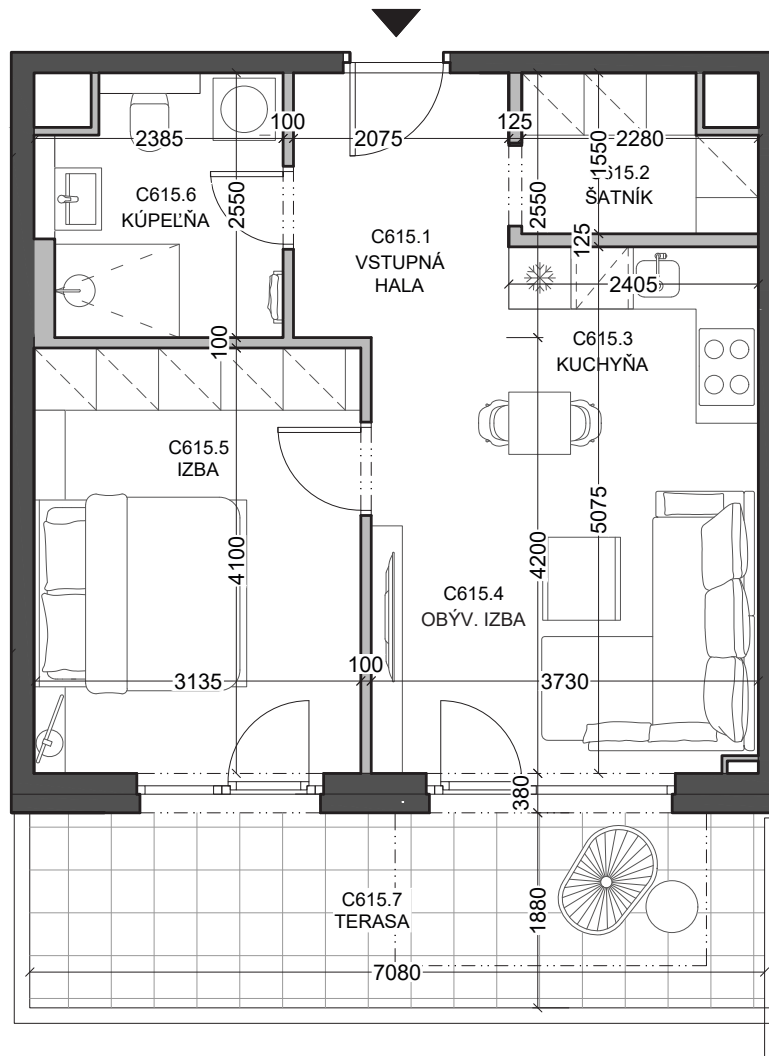 2385
100
2075
125
2280
1550
C615.6
KÚPEĽŇA
2550
C615.1
VSTUPNÁ
HALA
2550
C615.2
ŠATNÍK
125
2405
C615.3
KUCHYŇA
100
C615.5
IZBA
4100
4200
5075
C615.4
OBÝV. IZBA
3135
100
3730
380
C615.7
TERASA
1880
7080